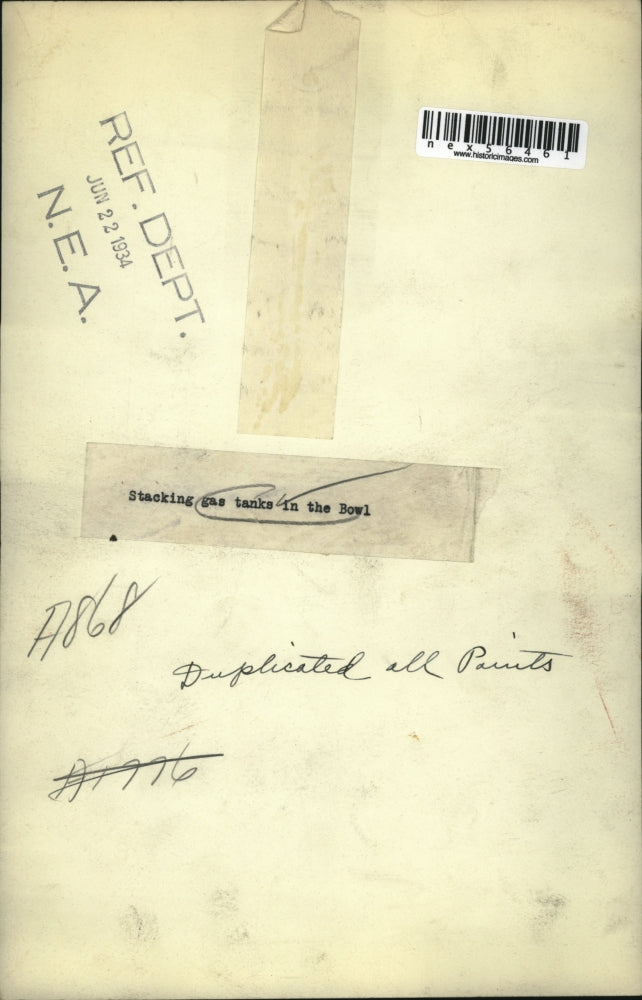 REF. DEPT.
JUN 22 1934
N.E.A.
nex56461
www.historicimages.com
Stacking gas tanks in the Bowl
A868
Duplicated all Points